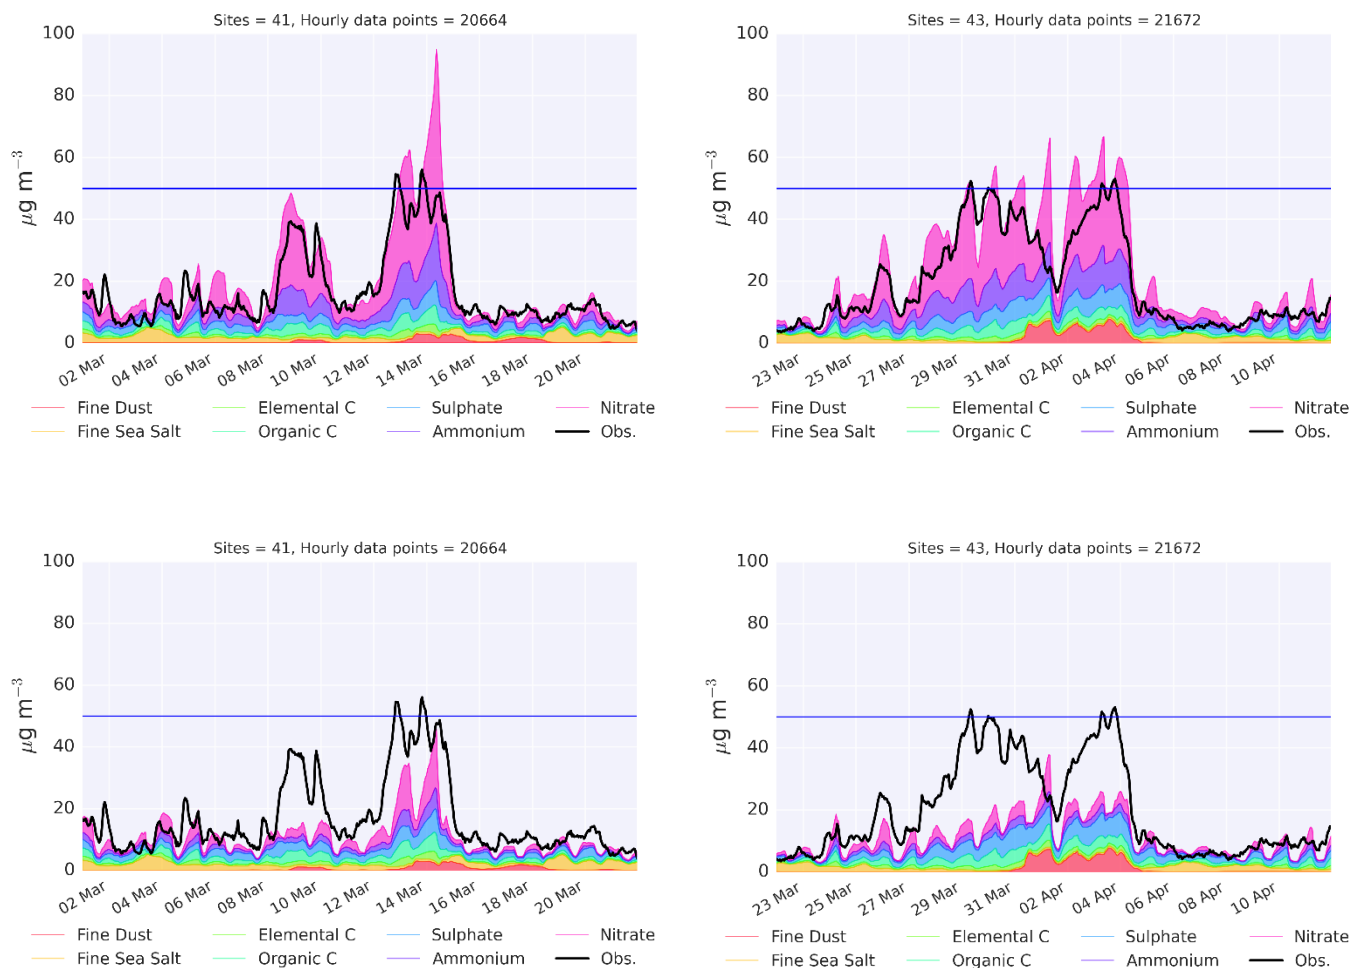 Sites = 41, Hourly data points = 20664
100
80
60
40
20
0
μg m⁻³
02 Mar 04 Mar 06 Mar 08 Mar 10 Mar 12 Mar 14 Mar 16 Mar 18 Mar 20 Mar
Fine Dust Elemental C Sulphate Nitrate
Fine Sea Salt Organic C Ammonium Obs.
Sites = 43, Hourly data points = 21672
100
80
60
40
20
0
μg m⁻³
23 Mar 25 Mar 27 Mar 29 Mar 31 Mar 02 Apr 04 Apr 06 Apr 08 Apr 10 Apr
Fine Dust Elemental C Sulphate Nitrate
Fine Sea Salt Organic C Ammonium Obs.
Sites = 41, Hourly data points = 20664
100
80
60
40
20
0
μg m⁻³
02 Mar 04 Mar 06 Mar 08 Mar 10 Mar 12 Mar 14 Mar 16 Mar 18 Mar 20 Mar
Fine Dust Elemental C Sulphate Nitrate
Fine Sea Salt Organic C Ammonium Obs.
Sites = 43, Hourly data points = 21672
100
80
60
40
20
0
μg m⁻³
23 Mar 25 Mar 27 Mar 29 Mar 31 Mar 02 Apr 04 Apr 06 Apr 08 Apr 10 Apr
Fine Dust Elemental C Sulphate Nitrate
Fine Sea Salt Organic C Ammonium Obs.